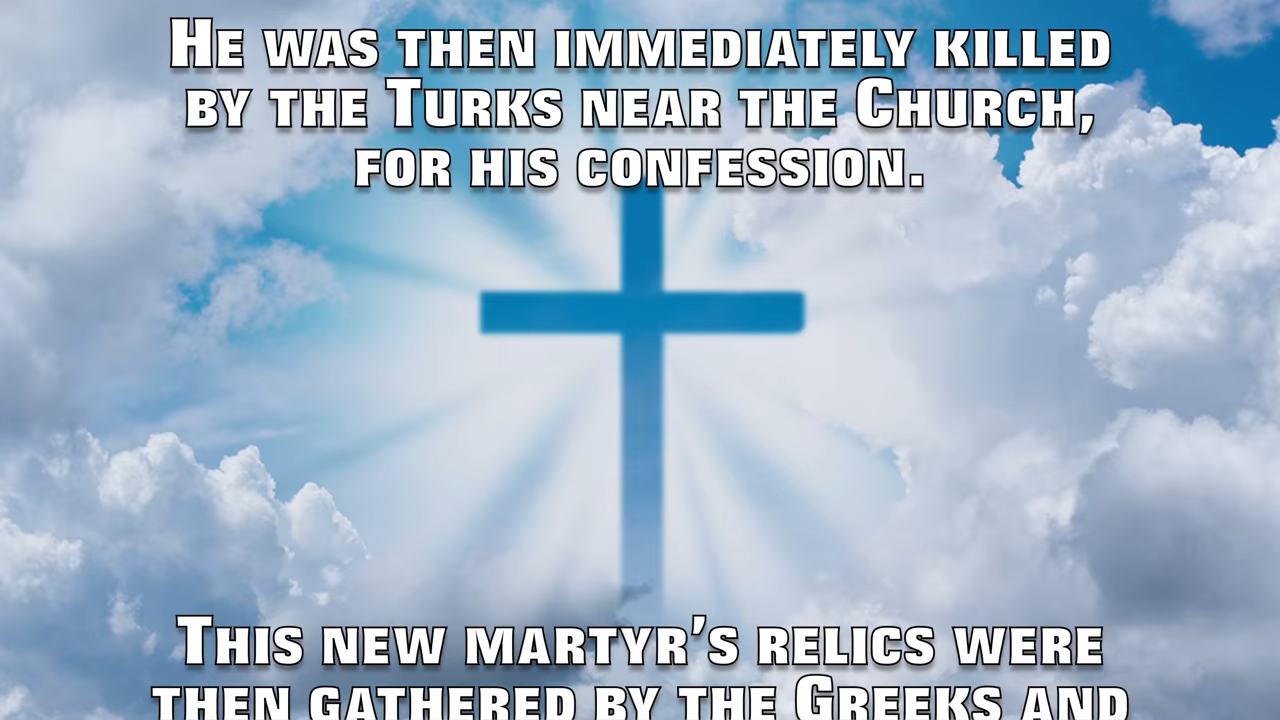 He was then immediately killed
by the Turks near the Church,
for his confession.
This new martyr’s relics were
then gathered by the Greeks and